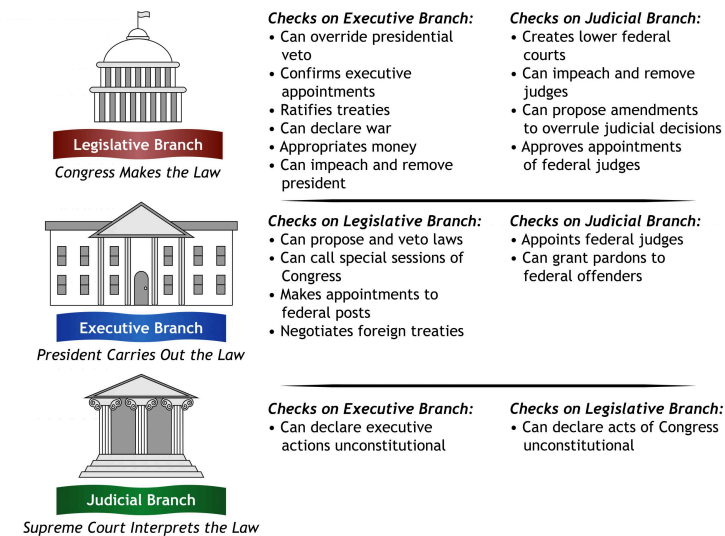 Legislative Branch
Congress Makes the Law
Checks on Executive Branch:
• Can override presidential
veto
• Confirms executive
appointments
• Ratifies treaties
• Can declare war
• Appropriates money
• Can impeach and remove
president
Checks on Judicial Branch:
• Creates lower federal
courts
• Can impeach and remove
judges
• Can propose amendments
to overrule judicial decisions
• Approves appointments
of federal judges
Executive Branch
President Carries Out the Law
Checks on Legislative Branch:
• Can propose and veto laws
• Can call special sessions of
Congress
• Makes appointments to
federal posts
• Negotiates foreign treaties
Checks on Judicial Branch:
• Appoints federal judges
• Can grant pardons to
federal offenders
Judicial Branch
Supreme Court Interprets the Law
Checks on Executive Branch:
• Can declare executive
actions unconstitutional
Checks on Legislative Branch:
• Can declare acts of Congress
unconstitutional